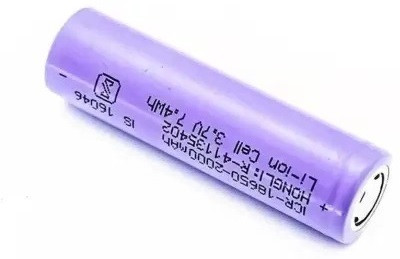 ICR-18650-2000mAh
HONGLI:R-41135402
Li-ion Cell 3.7V 7.4Wh
IS 16046
+
-